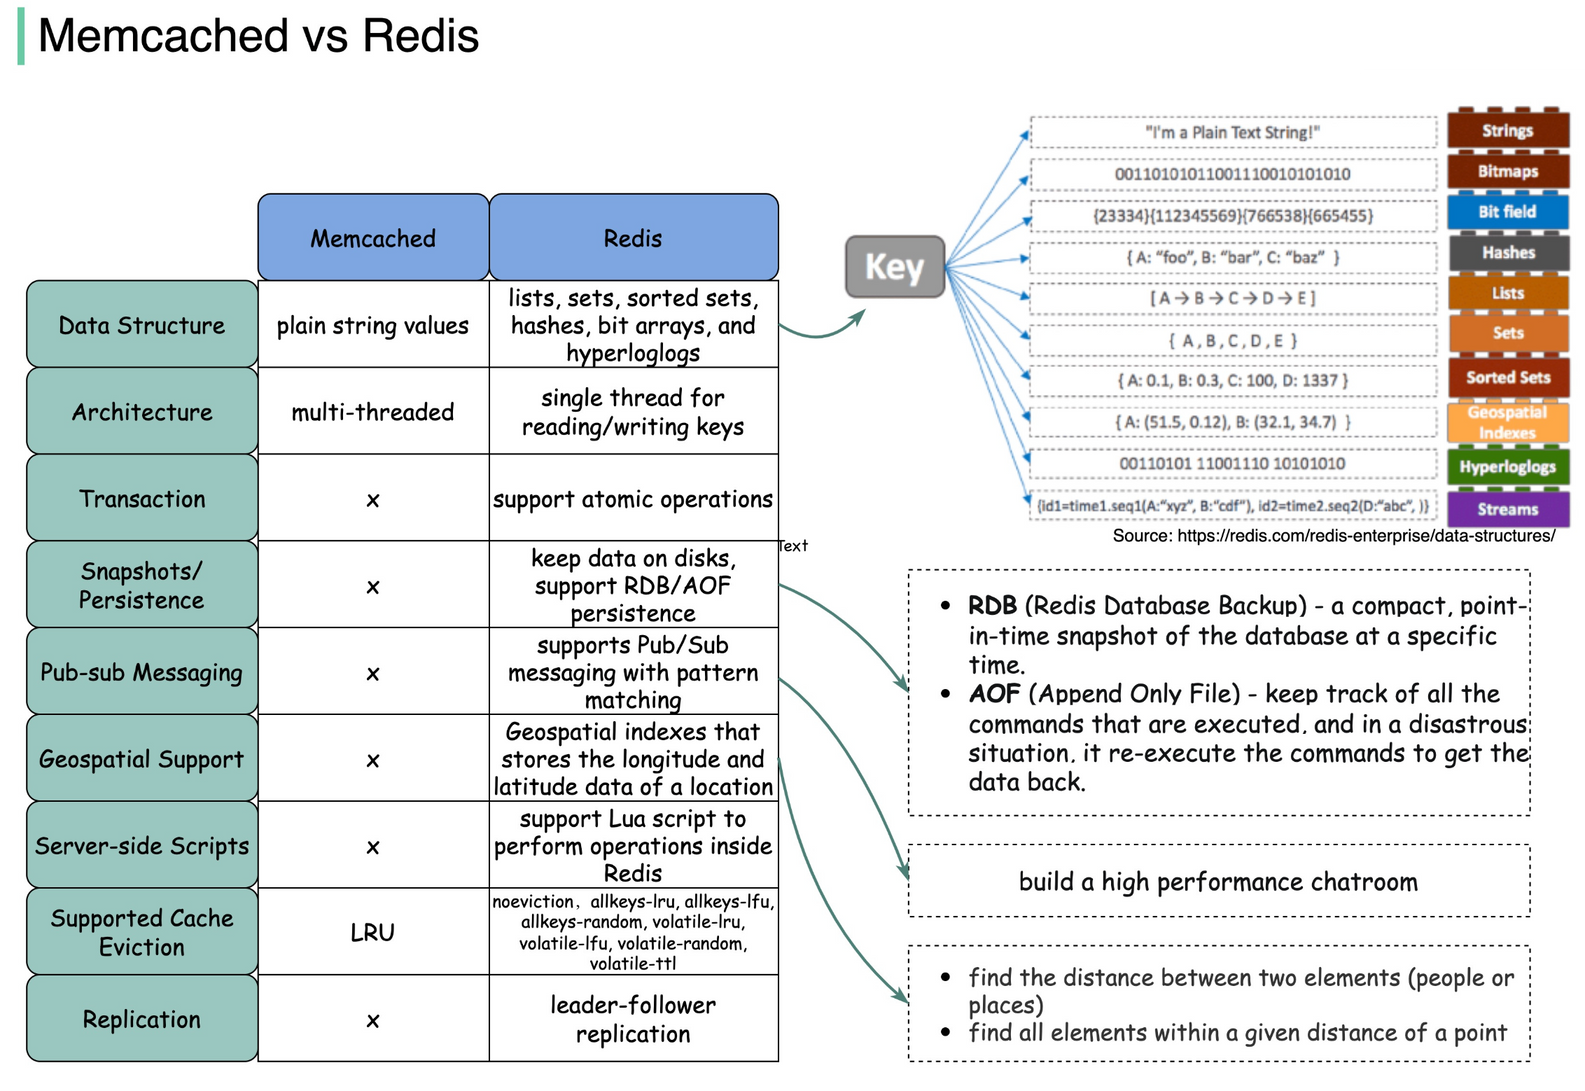 Memcached vs Redis
Memcached
Redis
Data Structure
plain string values
lists, sets, sorted sets,
hashes, bit arrays, and
hyperloglogs
Architecture
multi-threaded
single thread for
reading/writing keys
Transaction
x
support atomic operations
Snapshots/
Persistence
x
keep data on disks,
support RDB/AOF
persistence
Pub-sub Messaging
x
supports Pub/Sub
messaging with pattern
matching
Geospatial Support
x
Geospatial indexes that
stores the longitude and
latitude data of a location
Server-side Scripts
x
support Lua script to
perform operations inside
Redis
Supported Cache
Eviction
LRU
noeviction, allkeys-lru, allkeys-lfu,
allkeys-random, volatile-lru,
volatile-lfu, volatile-random,
volatile-ttl
Replication
x
leader-follower
replication
Text
Key
"I'm a Plain Text String!"
Strings
00110101011001110010101010
Bitmaps
{23334}{112345569}{766538}{665455}
Bit field
{ A: “foo”, B: “bar”, C: “baz” }
Hashes
[ A → B → C → D → E ]
Lists
{ A , B , C , D , E }
Sets
{ A: 0.1, B: 0.3, C: 100, D: 1337 }
Sorted Sets
{ A: (51.5, 0.12), B: (32.1, 34.7) }
Geospatial
Indexes
00110101 11001110 10101010
Hyperloglogs
{id1=time1.seq1(A:“xyz”, B:“cdf”), id2=time2.seq2(D:“abc”, )}
Streams
Source: https://redis.com/redis-enterprise/data-structures/
• RDB (Redis Database Backup) - a compact, point-
in-time snapshot of the database at a specific
time.
• AOF (Append Only File) - keep track of all the
commands that are executed, and in a disastrous
situation, it re-execute the commands to get the
data back.
build a high performance chatroom
• find the distance between two elements (people or
places)
• find all elements within a given distance of a point